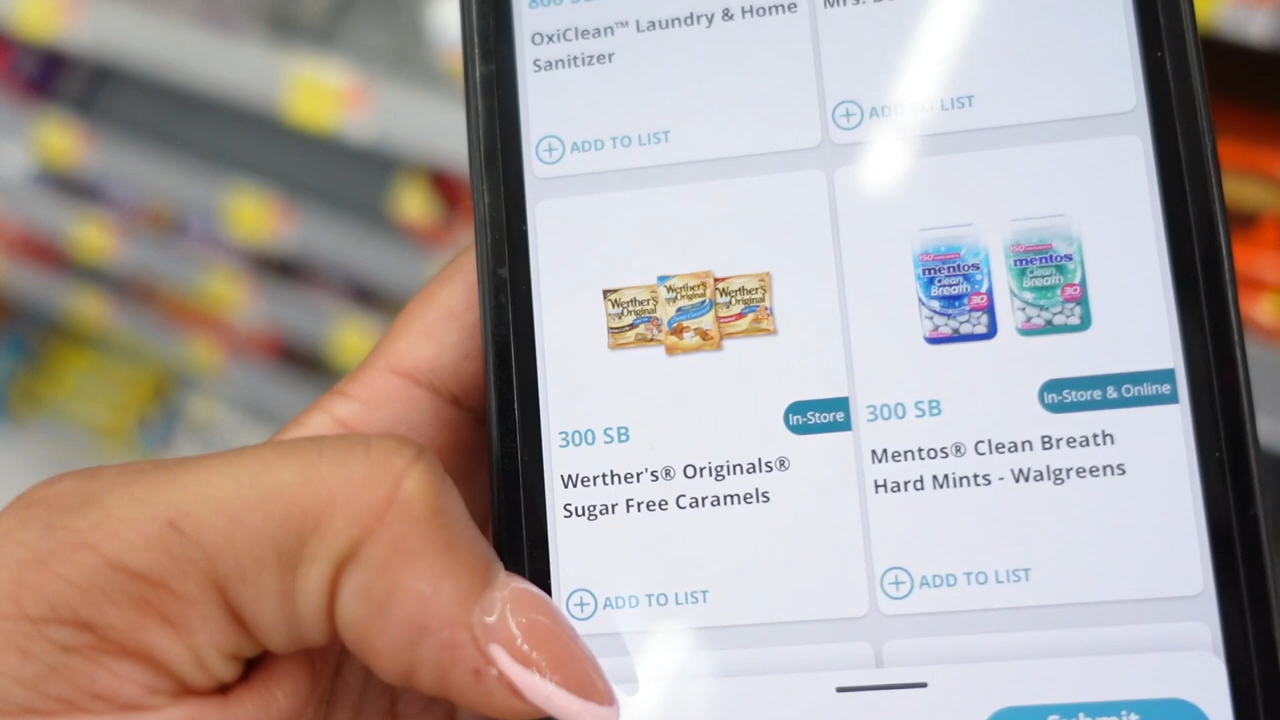 OxiClean™ Laundry & Home
Sanitizer
ADD TO LIST
ADD TO LIST
Werther's
Original
Werther's
Original
Werther's
Original
mentos
Clean
Breath
30
mentos
Clean
Breath
30
In-Store
In-Store & Online
300 SB
Werther's® Originals®
Sugar Free Caramels
300 SB
Mentos® Clean Breath
Hard Mints - Walgreens
ADD TO LIST
ADD TO LIST
Submit